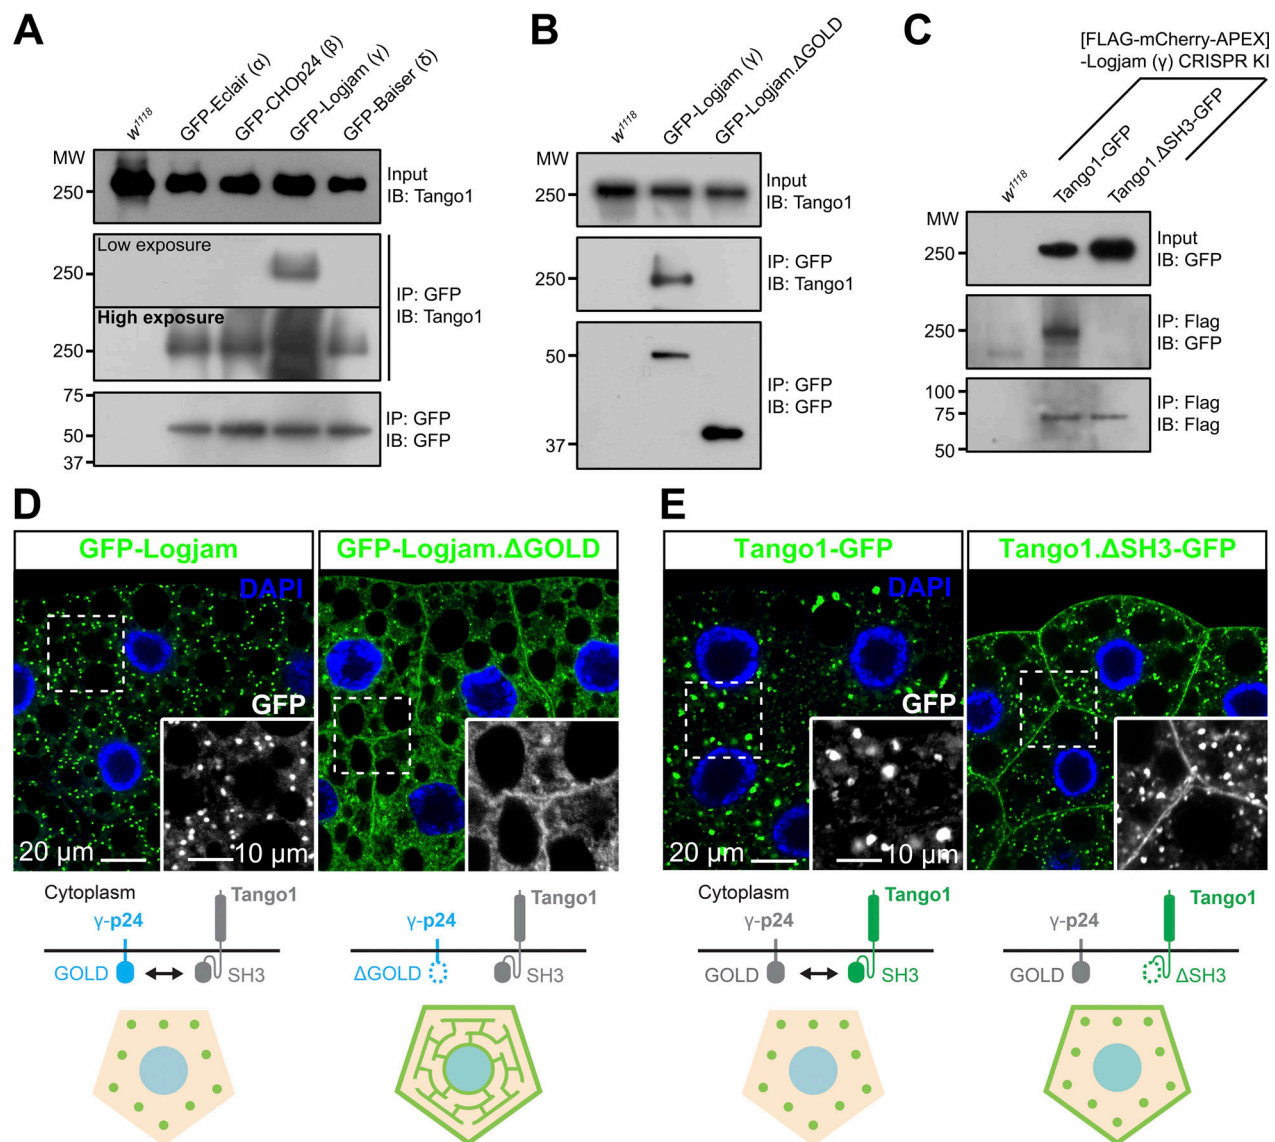 A
w1118
GFP-Eclair (α)
GFP-CHOp24 (β)
GFP-Logjam (γ)
GFP-Baiser (δ)
MW
250
Input
IB: Tango1
Low exposure
250
High exposure
250
IP: GFP
IB: Tango1
75
50
37
IP: GFP
IB: GFP
B
w1118
GFP-Logjam (γ)
GFP-Logjam.ΔGOLD
MW
250
Input
IB: Tango1
250
IP: GFP
IB: Tango1
50
37
IP: GFP
IB: GFP
C
[FLAG-mCherry-APEX]
-Logjam (γ) CRISPR KI
w1118
Tango1-GFP
Tango1.ΔSH3-GFP
MW
250
Input
IB: GFP
250
IP: Flag
IB: GFP
100
75
50
IP: Flag
IB: Flag
D
GFP-Logjam
GFP-Logjam.ΔGOLD
DAPI
GFP
20 µm
10 µm
Cytoplasm
Tango1
γ-p24
GOLD
SH3
Tango1
γ-p24
ΔGOLD
SH3
E
Tango1-GFP
Tango1.ΔSH3-GFP
DAPI
GFP
20 µm
10 µm
Cytoplasm
Tango1
γ-p24
GOLD
SH3
Tango1
γ-p24
GOLD
ΔSH3